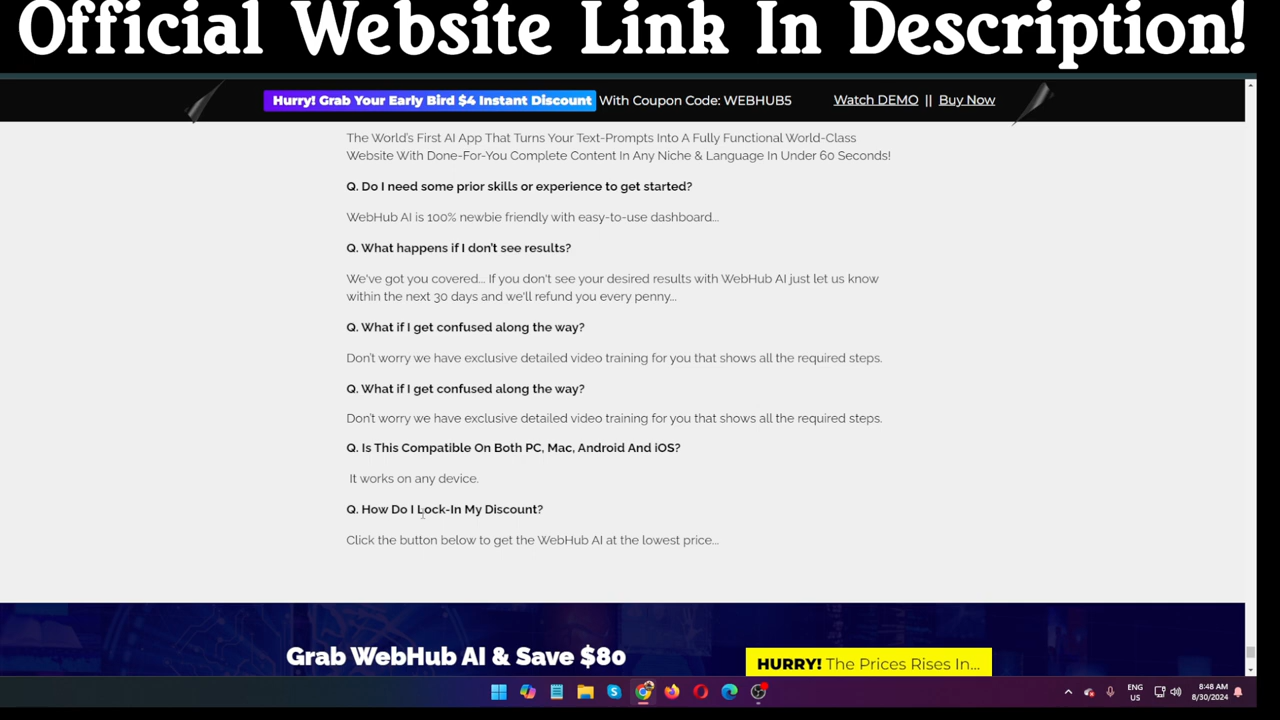 Official Website Link In Description!
Hurry! Grab Your Early Bird $4 Instant Discount With Coupon Code: WEBHUB5 Watch DEMO || Buy Now
The World's First AI App That Turns Your Text-Prompts Into A Fully Functional World-Class
Website With Done-For-You Complete Content In Any Niche & Language In Under 60 Seconds!
Q. Do I need some prior skills or experience to get started?
WebHub AI is 100% newbie friendly with easy-to-use dashboard...
Q. What happens if I don't see results?
We've got you covered... If you don't see your desired results with WebHub AI just let us know
within the next 30 days and we'll refund you every penny...
Q. What if I get confused along the way?
Don't worry we have exclusive detailed video training for you that shows all the required steps.
Q. What if I get confused along the way?
Don't worry we have exclusive detailed video training for you that shows all the required steps.
Q. Is This Compatible On Both PC, Mac, Android And iOS?
It works on any device.
Q. How Do I Lock-In My Discount?
Click the button below to get the WebHub AI at the lowest price...
Grab WebHub AI & Save $80
HURRY! The Prices Rises In...
ENG
US
8:48 AM
8/30/2024